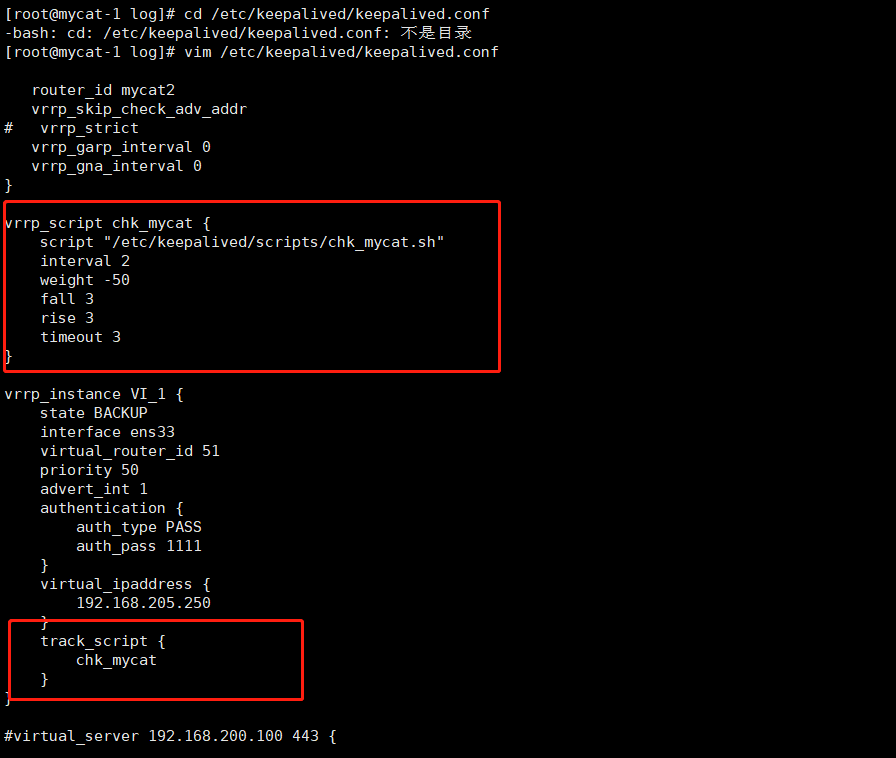 [root@mycat-1 log]# cd /etc/keepalived/keepalived.conf
-bash: cd: /etc/keepalived/keepalived.conf: 不是目录
[root@mycat-1 log]# vim /etc/keepalived/keepalived.conf
router_id mycat2
vrrp_skip_check_adv_addr
#   vrrp_strict
vrrp_garp_interval 0
vrrp_gna_interval 0
}
vrrp_script chk_mycat {
script "/etc/keepalived/scripts/chk_mycat.sh"
interval 2
weight -50
fall 3
rise 3
timeout 3
}
vrrp_instance VI_1 {
state BACKUP
interface ens33
virtual_router_id 51
priority 50
advert_int 1
authentication {
auth_type PASS
auth_pass 1111
}
virtual_ipaddress {
192.168.205.250
}
track_script {
chk_mycat
}
}
#virtual_server 192.168.200.100 443 {